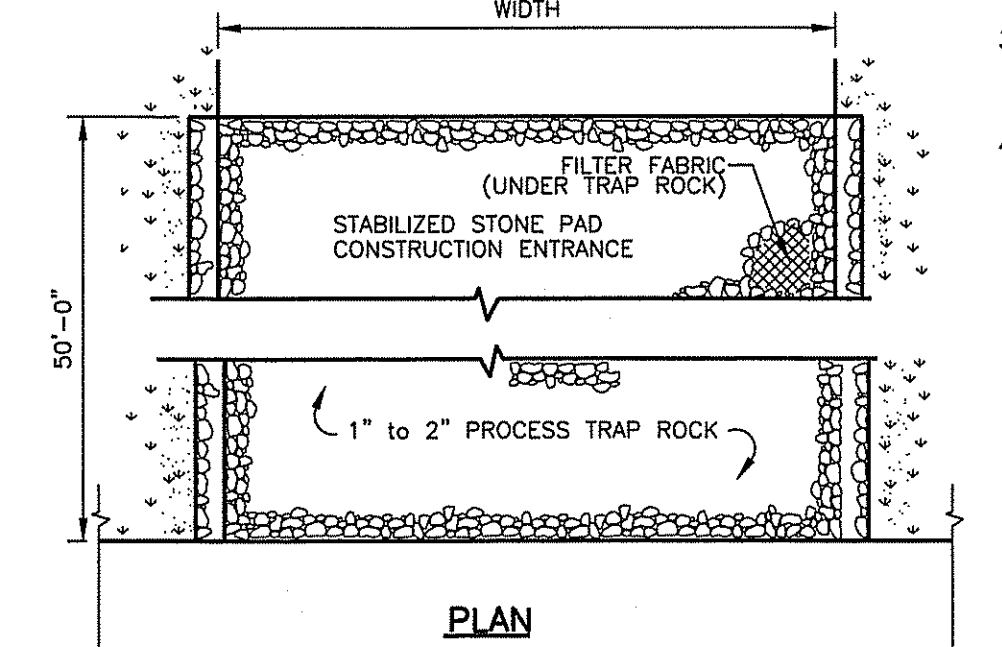 WIDTH
FILTER FABRIC
(UNDER TRAP ROCK)
STABILIZED STONE PAD
CONSTRUCTION ENTRANCE
50'-0"
1" to 2" PROCESS TRAP ROCK
PLAN